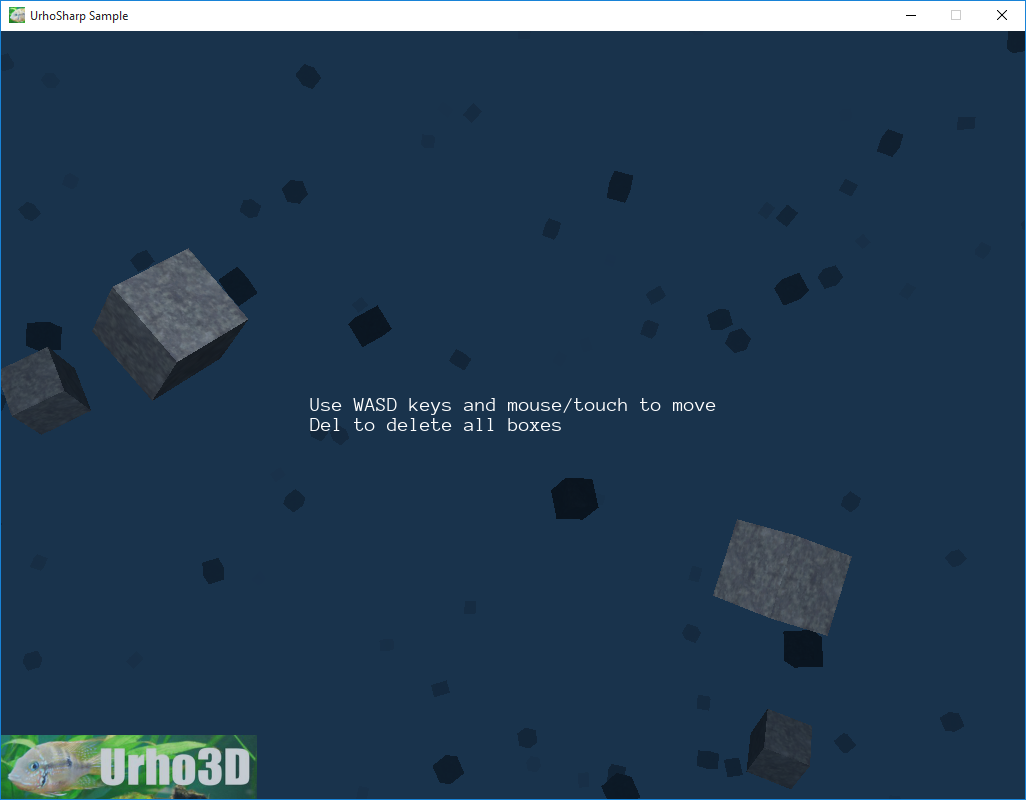 UrhoSharp Sample
Use WASD keys and mouse/touch to move
Del to delete all boxes
Urho3D